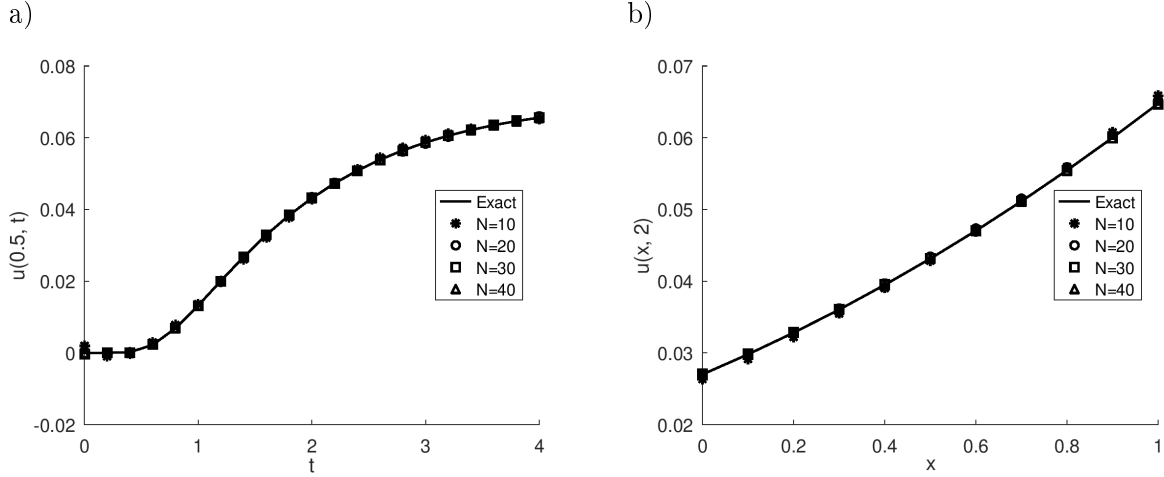 a)
0.08
0.06
0.04
0.02
0
-0.02
u(0.5, t)
0 1 2 3 4
t
Exact
N=10
N=20
N=30
N=40
b)
0.07
0.06
0.05
0.04
0.03
0.02
u(x, 2)
0 0.2 0.4 0.6 0.8 1
x
Exact
N=10
N=20
N=30
N=40